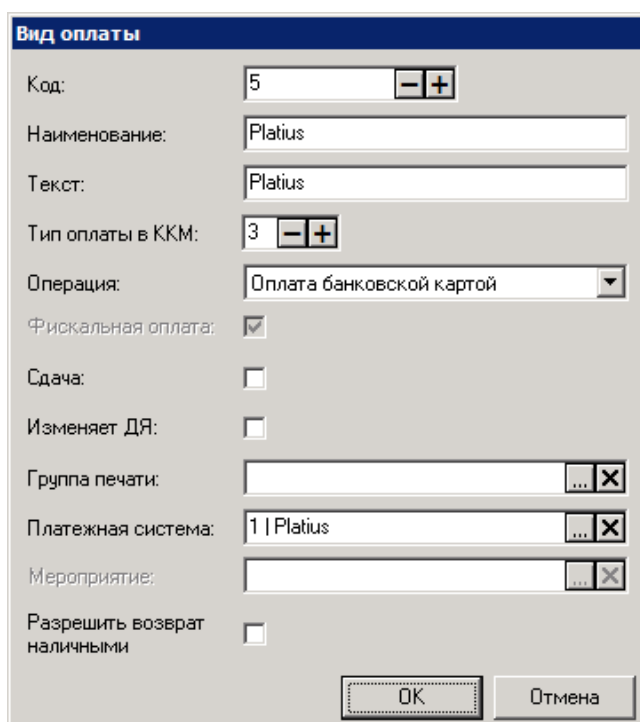 Вид оплаты
Код: 5
Наименование: Platius
Текст: Platius
Тип оплаты в ККМ: 3
Операция: Оплата банковской картой
Фискальная оплата:
Сдача:
Изменяет ДЯ:
Группа печати: ...
Платежная система: 1 | Platius ...
Мероприятие: ...
Разрешить возврат
наличными
ОК Отмена